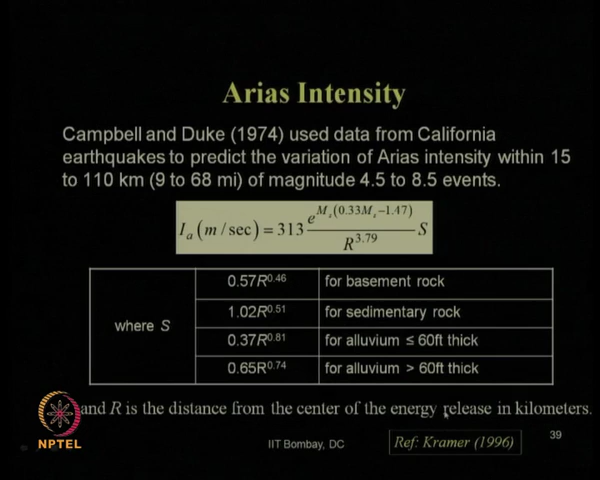 Arias Intensity
Campbell and Duke (1974) used data from California
earthquakes to predict the variation of Arias intensity within 15
to 110 km (9 to 68 mi) of magnitude 4.5 to 8.5 events.
I_a (m / sec) = 313 e^{M_s(0.33M_s−1.47)} / R^{3.79} S
where S
0.57R^{0.46} for basement rock
1.02R^{0.51} for sedimentary rock
0.37R^{0.81} for alluvium ≤ 60ft thick
0.65R^{0.74} for alluvium > 60ft thick
and R is the distance from the center of the energy release in kilometers.
NPTEL
IIT Bombay, DC
Ref: Kramer (1996)
39